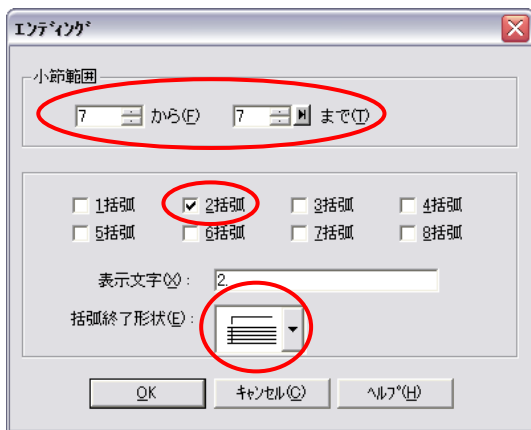 ｴﾝﾃﾞｨﾝｸﾞ
小節範囲
7 から(F) 7 まで(T)
1括弧 2括弧 3括弧 4括弧
5括弧 6括弧 7括弧 8括弧
表示文字(X)： 2.
括弧終了形状(E)：
OK ｷｬﾝｾﾙ(C) ﾍﾙﾌﾟ(H)